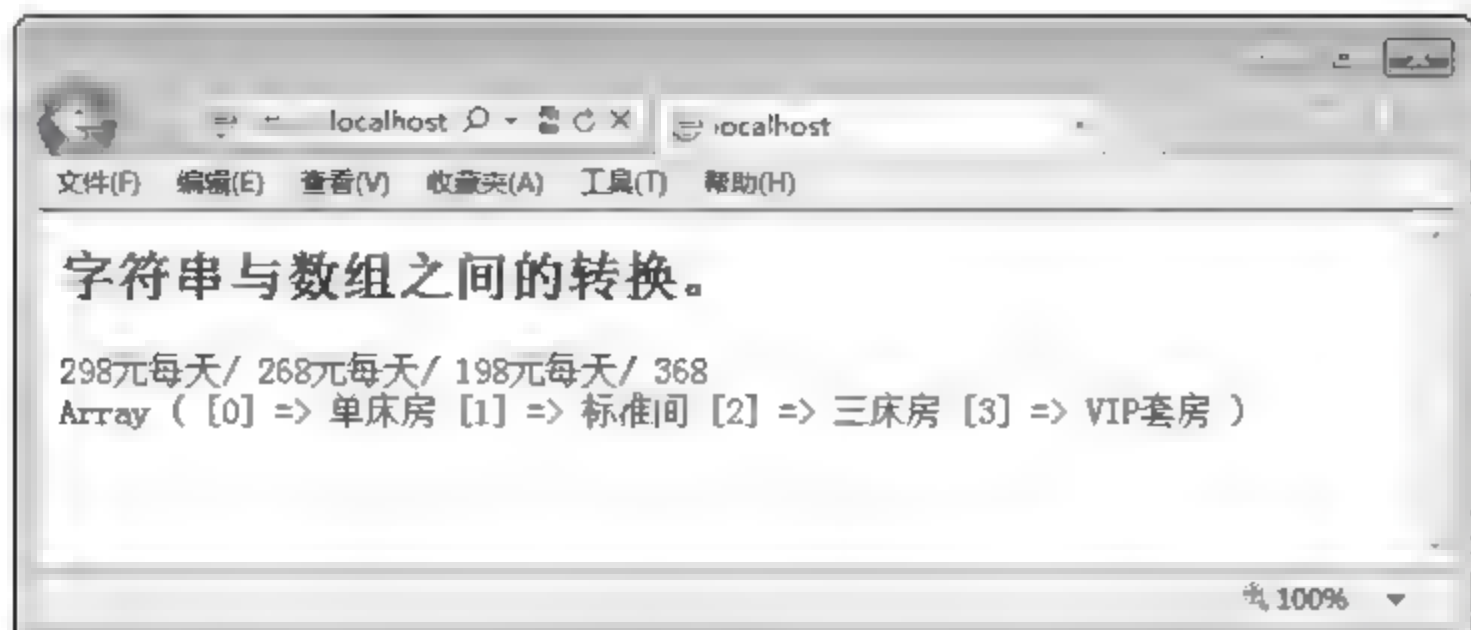 localhost
localhost
文件(F) 编辑(E) 查看(V) 收藏夹(A) 工具(T) 帮助(H)
字符串与数组之间的转换。
298元每天/ 268元每天/ 198元每天/ 368
Array ( [0] => 单床房 [1] => 标准间 [2] => 三床房 [3] => VIP套房 )
100%